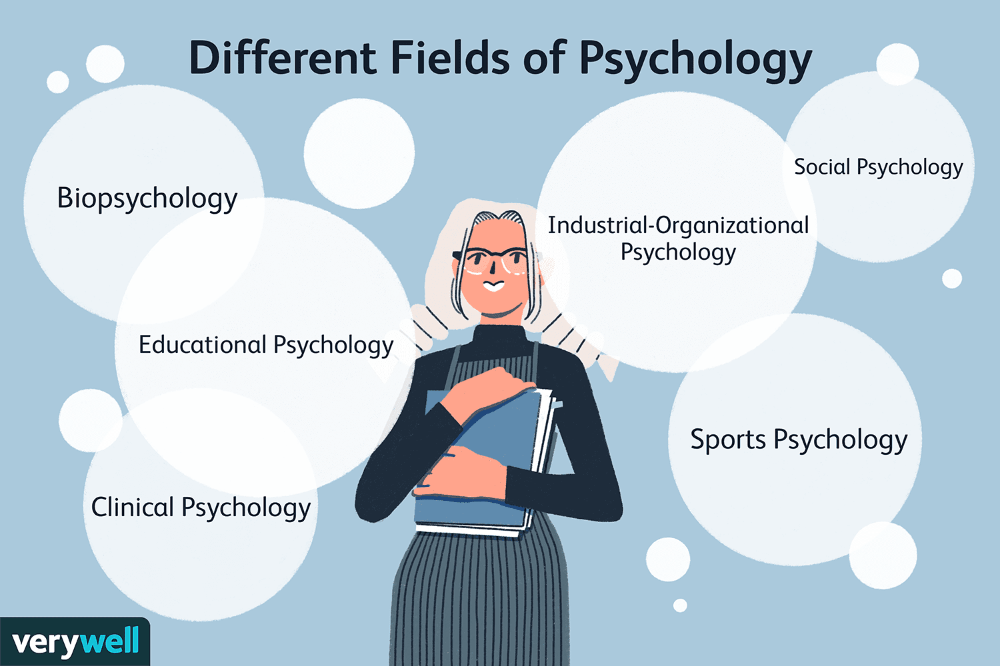 Different Fields of Psychology
Biopsychology
Social Psychology
Industrial-Organizational
Psychology
Educational Psychology
Sports Psychology
Clinical Psychology
verywell